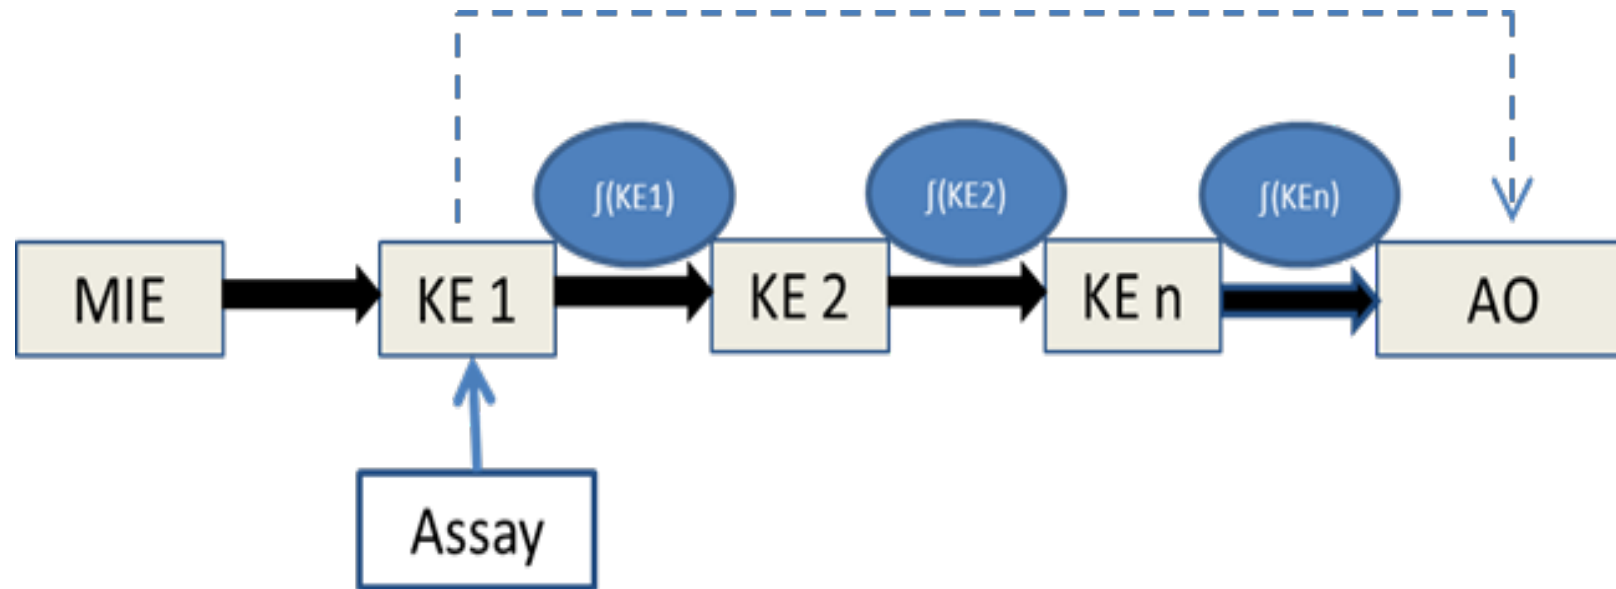 ∫(KE1)
∫(KE2)
∫(KEn)
MIE
KE 1
KE 2
KE n
AO
Assay